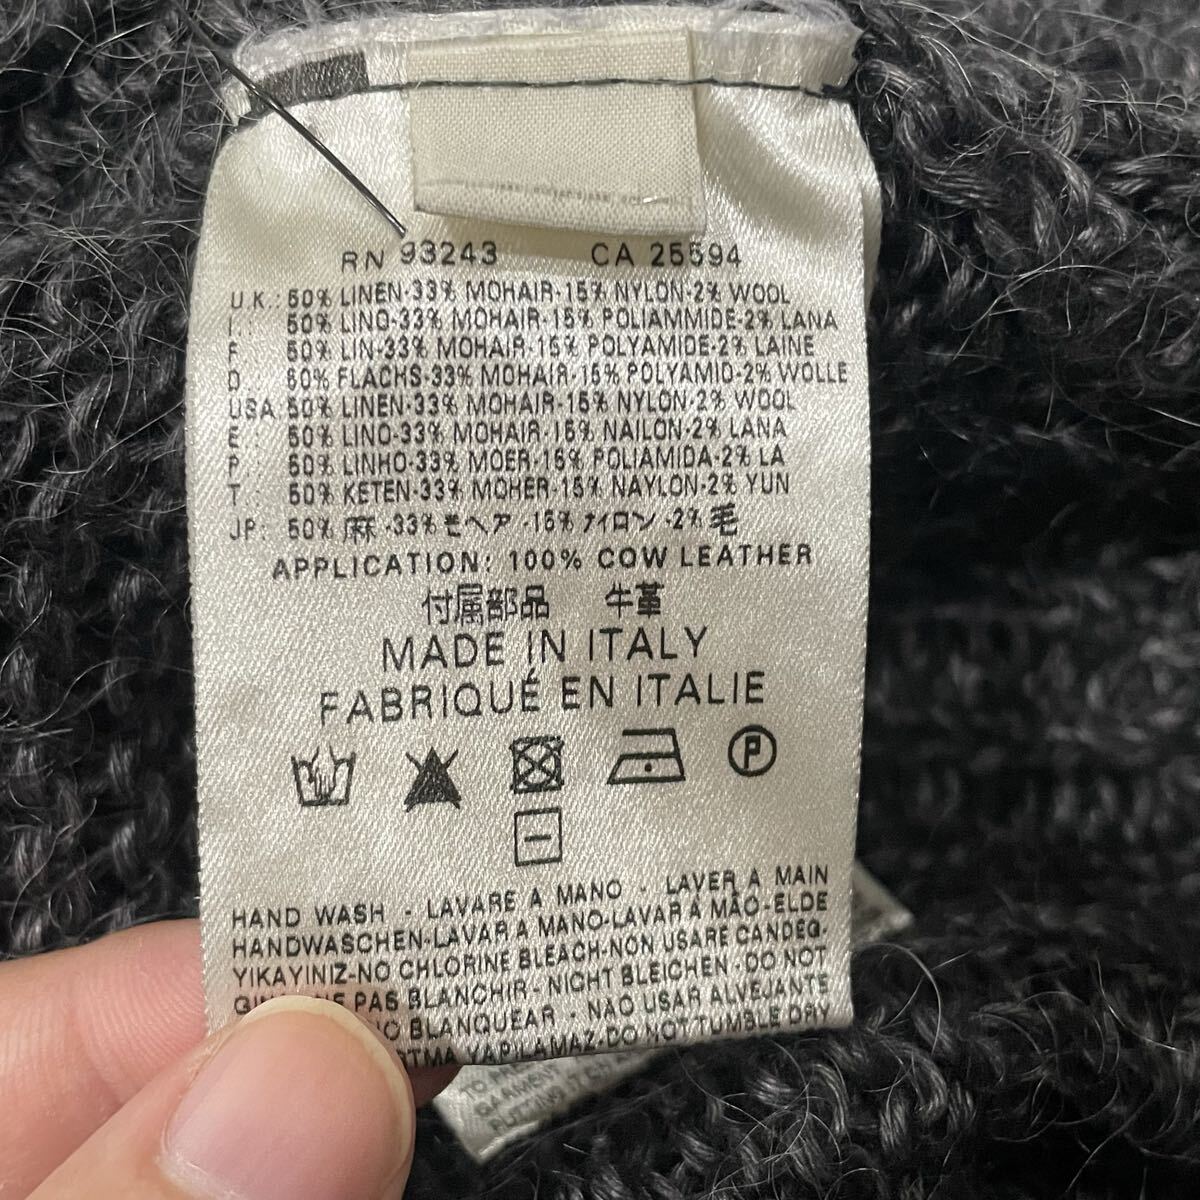 RN 93243 CA 25594
U.K.: 50% LINEN-33% MOHAIR-15% NYLON-2% WOOL
I.: 50% LINO-33% MOHAIR-15% POLIAMMIDE-2% LANA
F.: 50% LIN-33% MOHAIR-15% POLYAMIDE-2% LAINE
D.: 50% FLACHS-33% MOHAIR-15% POLYAMID-2% WOLLE
USA: 50% LINEN-33% MOHAIR-15% NYLON-2% WOOL
E.: 50% LINO-33% MOHAIR-15% NAILON-2% LANA
P.: 50% LINHO-33% MOER-15% POLIAMIDA-2% LA
T.: 50% KETEN-33% MOHER-15% NAYLON-2% YUN
JP: 50% 麻 -33% モヘア -15% ナイロン -2% 毛
APPLICATION: 100% COW LEATHER
付属部品 牛革
MADE IN ITALY
FABRIQUÉ EN ITALIE
P
HAND WASH - LAVARE A MANO - LAVER A MAIN
HANDWASCHEN-LAVAR A MANO-LAVAR A MÃO-ELDE
YIKAYINIZ-NO CHLORINE BLEACH-NON USARE CANDEG-
PAS BLANCHIR-NICHT BLEICHEN-DO NOT
BLANQUEAR - NÃO USAR ALVEJANTE
YAPILAMAZ-DO NOT TUMBLE DRY
TO
GARMENT